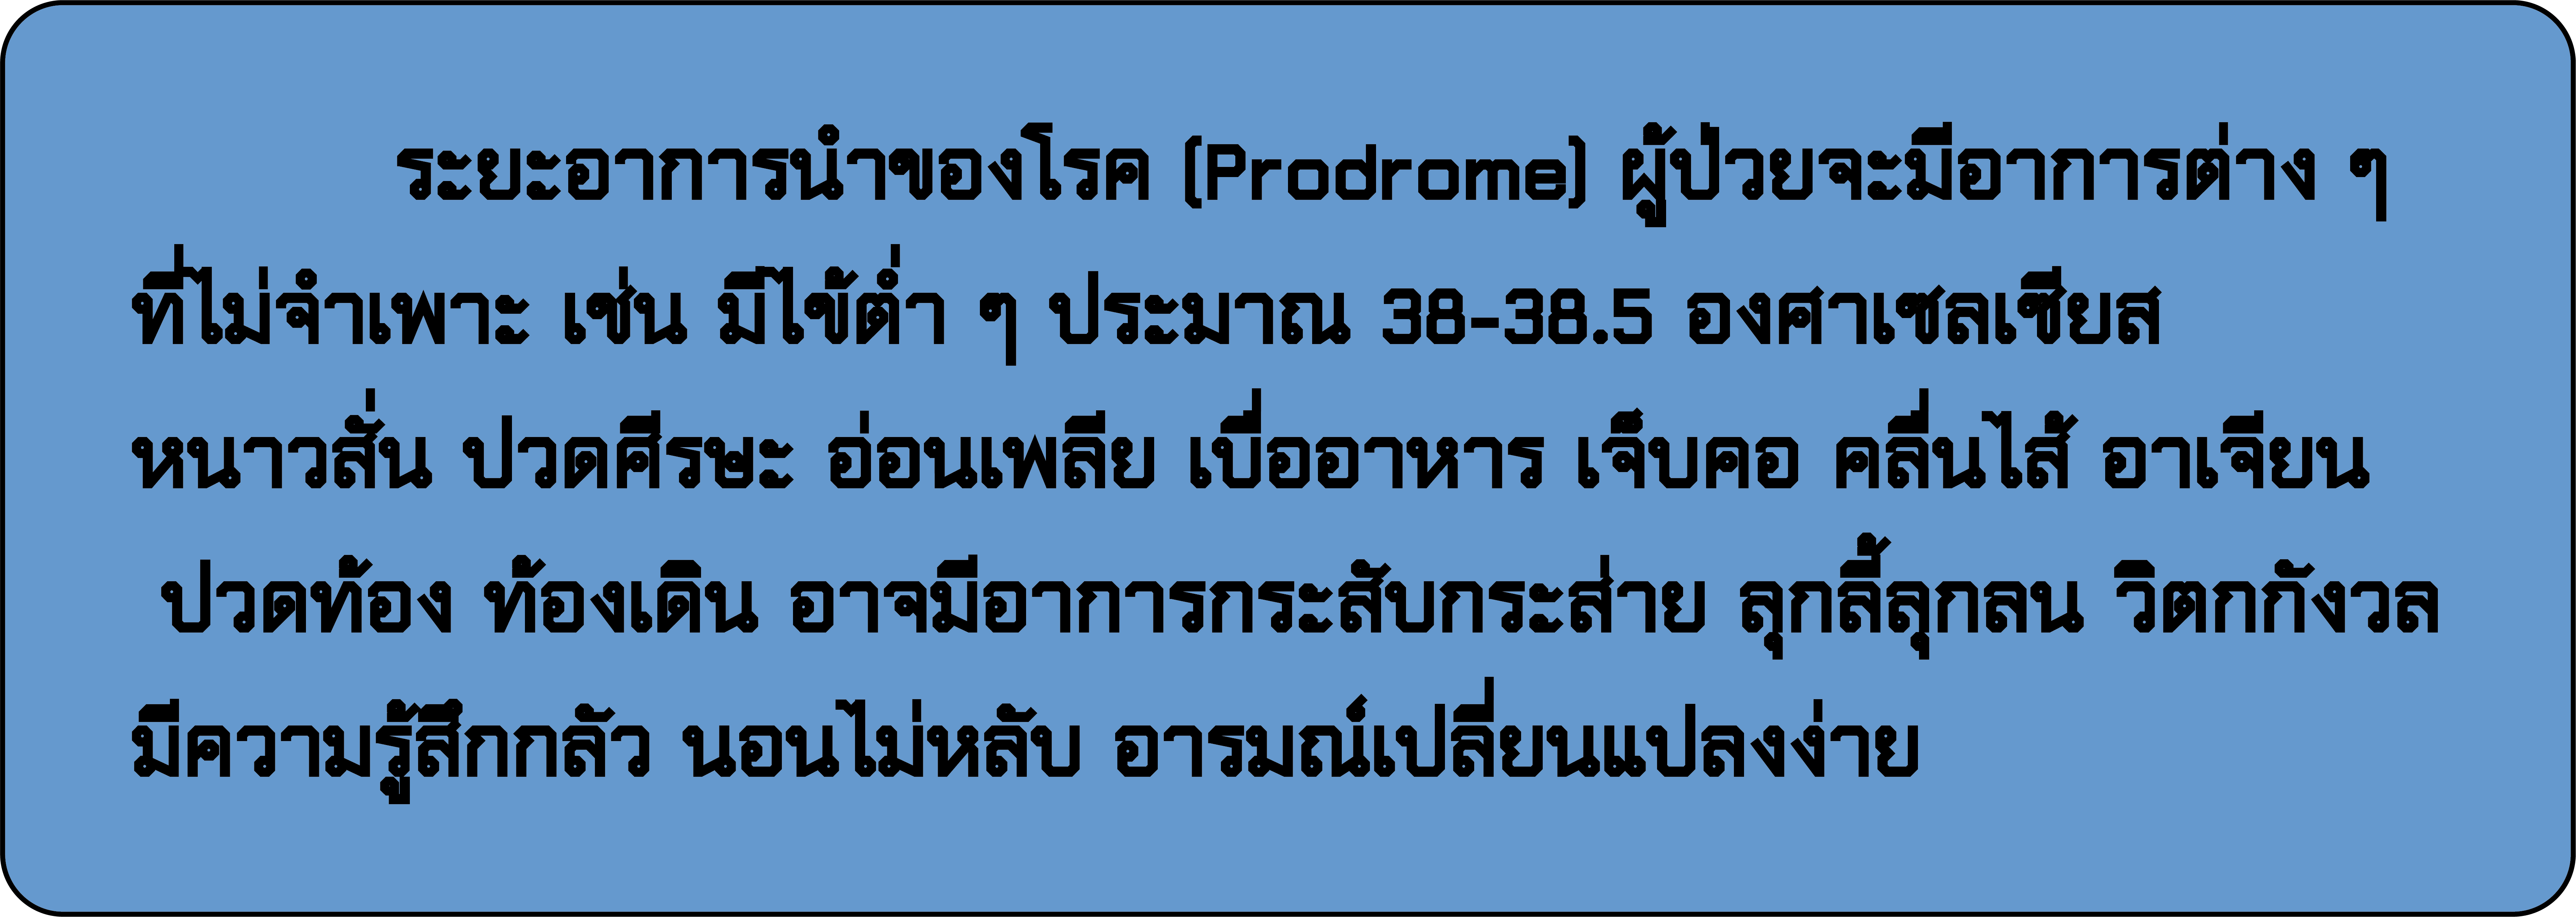 ระยะอาการนำของโรค (Prodrome) ผู้ป่วยจะมีอาการต่าง ๆ
ที่ไม่จำเพาะ เช่น มีไข้ต่ำ ๆ ประมาณ 38-38.5 องศาเซลเซียส
หนาวสั่น ปวดศีรษะ อ่อนเพลีย เบื่ออาหาร เจ็บคอ คลื่นไส้ อาเจียน
ปวดท้อง ท้องเดิน อาจมีอาการกระสับกระส่าย ลุกลี้ลุกลน วิตกกังวล
มีความรู้สึกกลัว นอนไม่หลับ อารมณ์เปลี่ยนแปลงง่าย